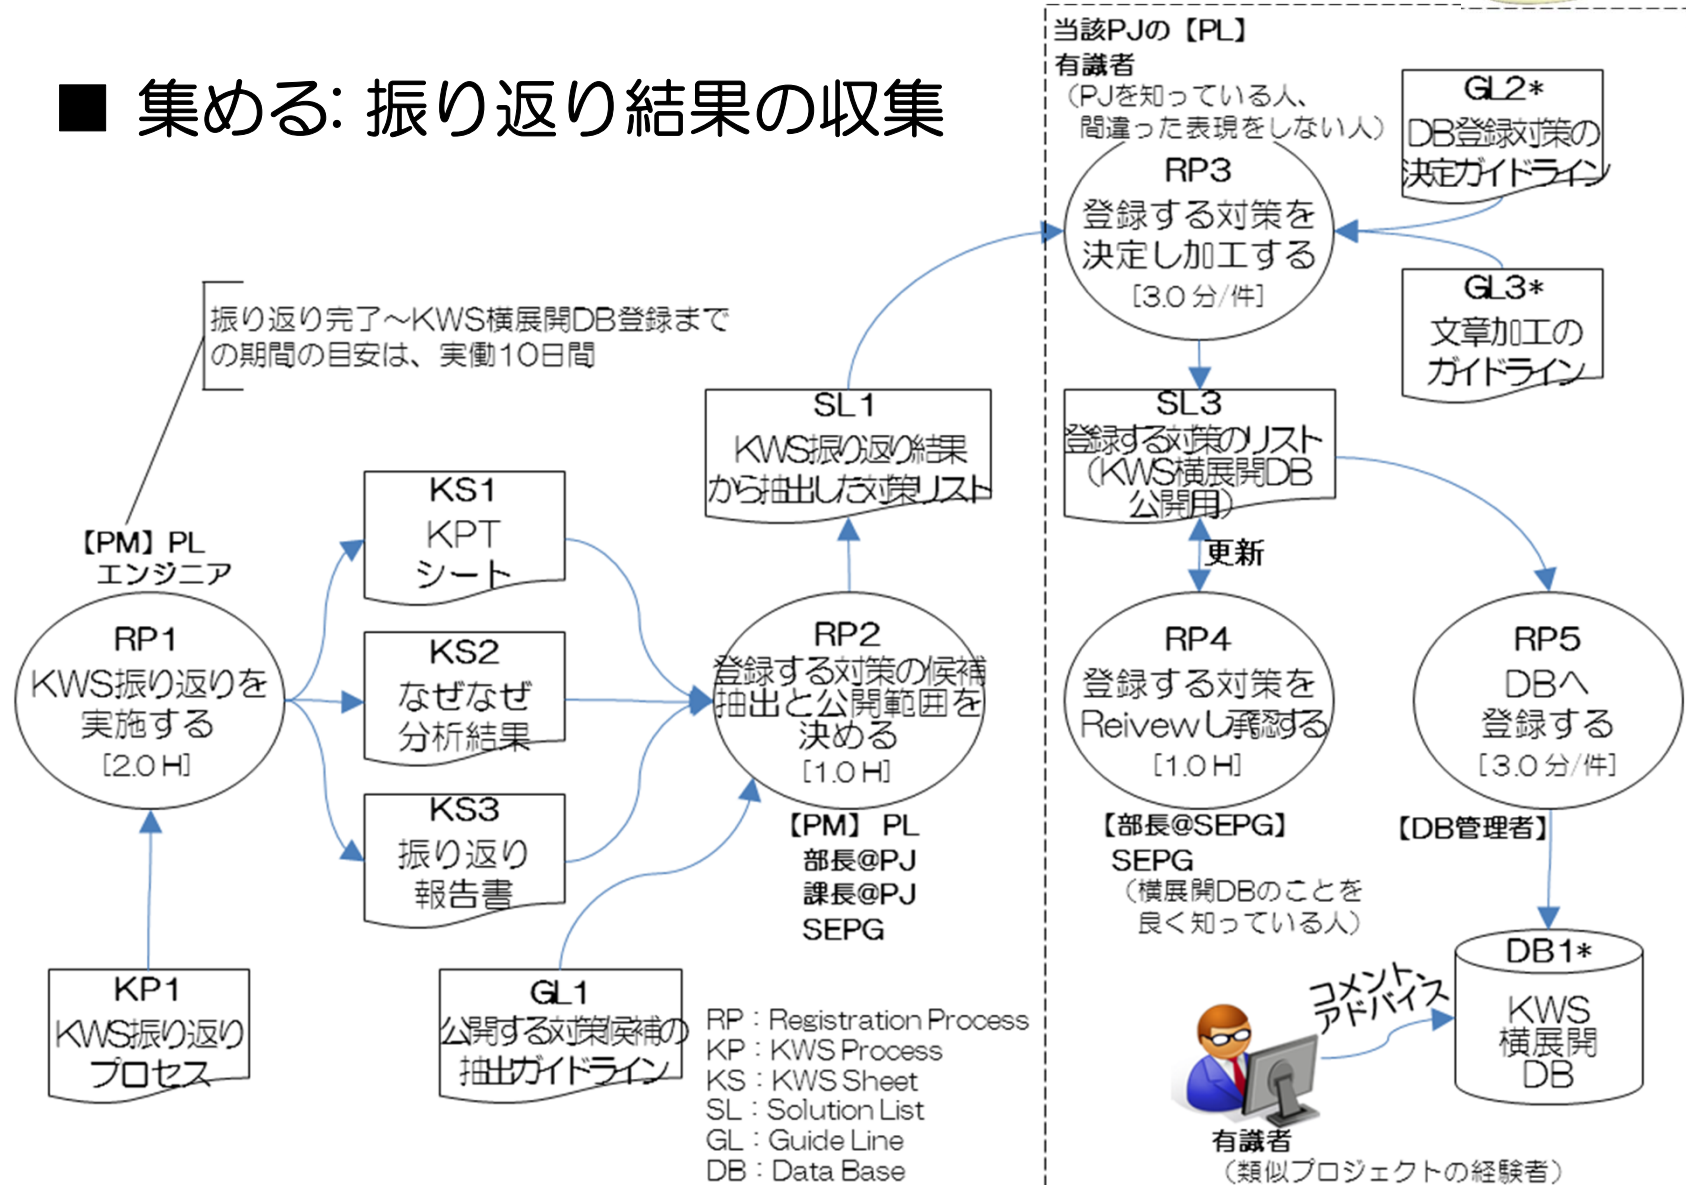 ■ 集める: 振り返り結果の収集
当該PJの【PL】
有識者
（PJを知っている人、
間違った表現をしない人）
RP3
登録する対策を
決定し加工する
[3.0 分/件]
GL2*
DB登録対策の
決定ガイドライン
GL3*
文章加工の
ガイドライン
振り返り完了～KWS横展開DB登録まで
の期間の目安は、実働10日間
【PM】PL
エンジニア
RP1
KWS振り返りを
実施する
[2.0 H]
KP1
KWS振り返り
プロセス
KS1
KPT
シート
KS2
なぜなぜ
分析結果
KS3
振り返り
報告書
GL1
公開する対策候補の
抽出ガイドライン
SL1
KWS振り返り結果
から抽出した対策リスト
RP2
登録する対策の候補
抽出と公開範囲を
決める
[1.0 H]
【PM】 PL
部長@PJ
課長@PJ
SEPG
SL3
登録する対策のリスト
（KWS横展開DB
公開用）
更新
RP4
登録する対策を
Reivewし承認する
[1.0 H]
【部長@SEPG】
SEPG
（横展開DBのことを
良く知っている人）
RP5
DBへ
登録する
[3.0 分/件]
【DB管理者】
DB1*
KWS
横展開
DB
コメント、
アドバイス
有識者
（類似プロジェクトの経験者）
RP：Registration Process
KP：KWS Process
KS：KWS Sheet
SL：Solution List
GL：Guide Line
DB：Data Base